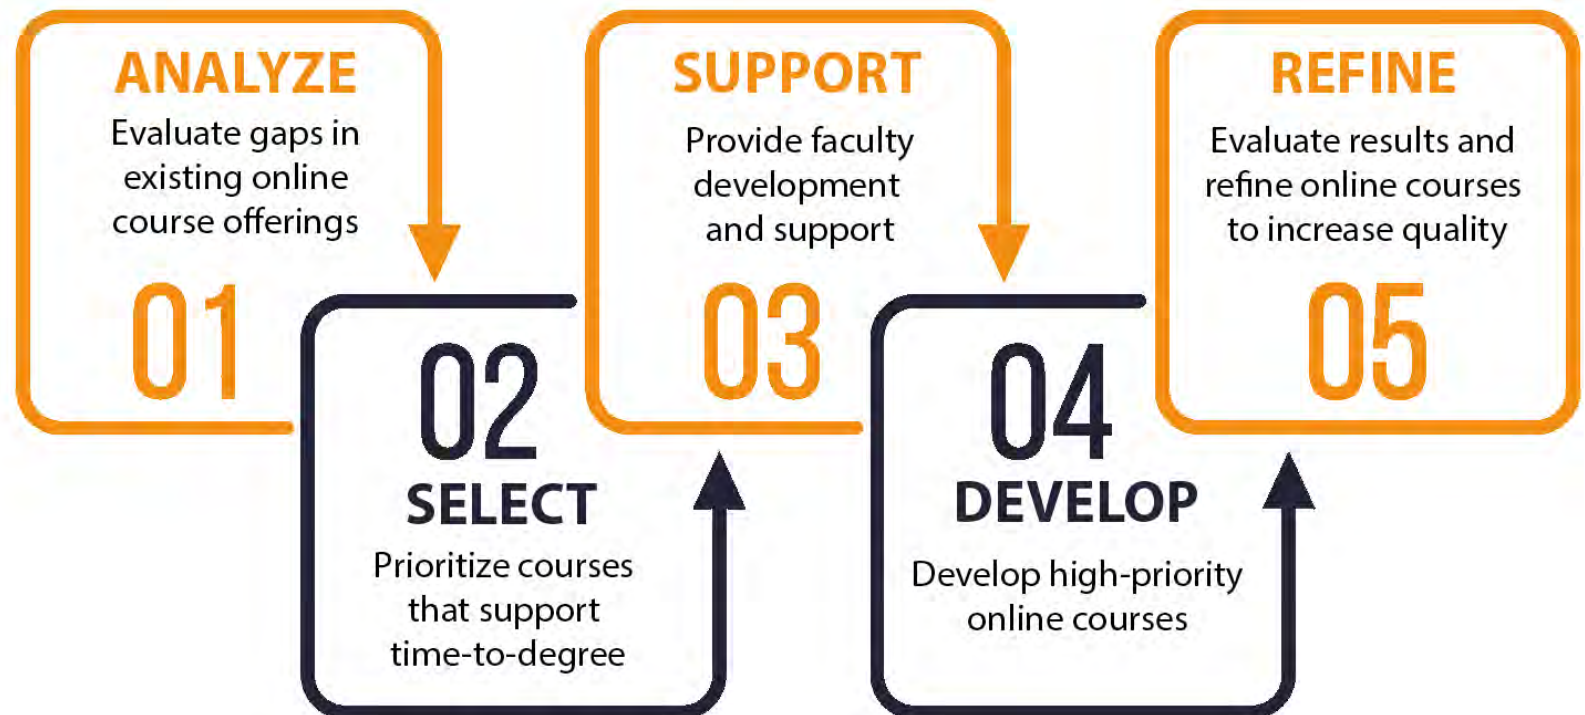 ANALYZE
Evaluate gaps in
existing online
course offerings
01
02
SELECT
Prioritize courses
that support
time-to-degree
SUPPORT
Provide faculty
development
and support
03
04
DEVELOP
Develop high-priority
online courses
REFINE
Evaluate results and
refine online courses
to increase quality
05